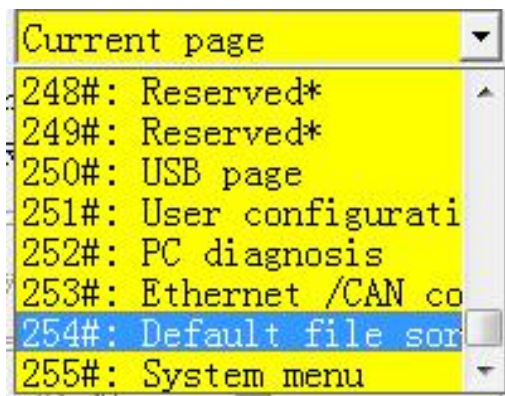 Current page
248#: Reserved*
249#: Reserved*
250#: USB page
251#: User configurati
252#: PC diagnosis
253#: Ethernet /CAN co
254#: Default file sor
255#: System menu